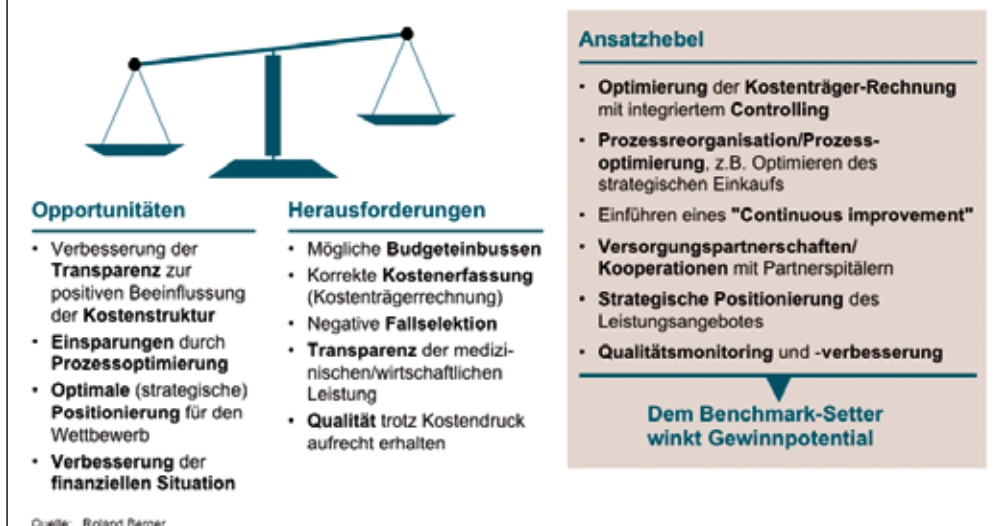 Opportunitäten
• Verbesserung der
Transparenz zur
positiven Beeinflussung
der Kostenstruktur
• Einsparungen durch
Prozessoptimierung
• Optimale (strategische)
Positionierung für den
Wettbewerb
• Verbesserung der
finanziellen Situation
Herausforderungen
• Mögliche Budgeteinbussen
• Korrekte Kostenerfassung
(Kostenträgerrechnung)
• Negative Fallselektion
• Transparenz der medizi-
nischen/wirtschaftlichen
Leistung
• Qualität trotz Kostendruck
aufrecht erhalten
Ansatzhebel
• Optimierung der Kostenträger-Rechnung
mit integriertem Controlling
• Prozessreorganisation/Prozess-
optimierung, z.B. Optimieren des
strategischen Einkaufs
• Einführen eines "Continuous improvement"
• Versorgungspartnerschaften/
Kooperationen mit Partnerspitälern
• Strategische Positionierung des
Leistungsangebotes
• Qualitätsmonitoring und -verbesserung
Dem Benchmark-Setter
winkt Gewinnpotential
Quelle: Roland Berger